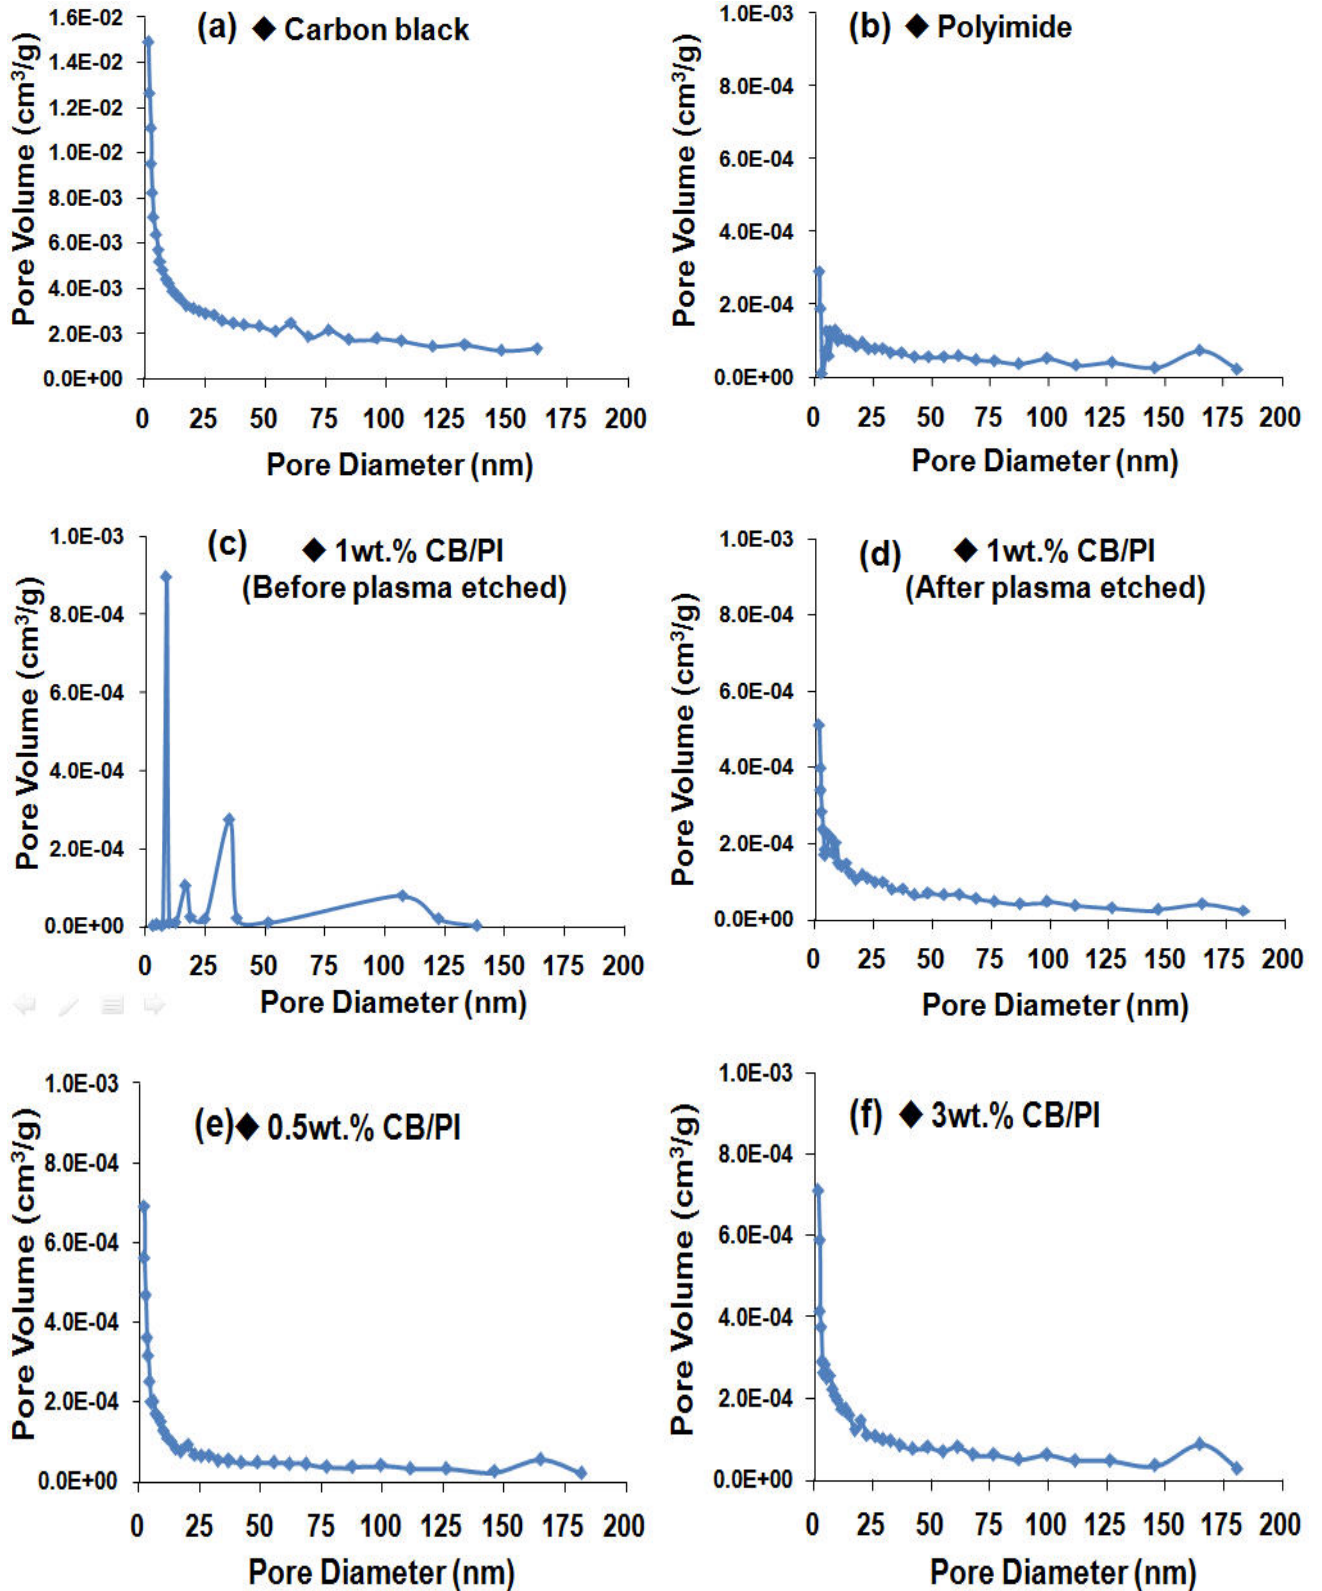 (a) ◆ Carbon black
Pore Volume (cm³/g)
1.6E-02
1.4E-02
1.2E-02
1.0E-02
8.0E-03
6.0E-03
4.0E-03
2.0E-03
0.0E+00
0 25 50 75 100 125 150 175 200
Pore Diameter (nm)
(b) ◆ Polyimide
Pore Volume (cm³/g)
1.0E-03
8.0E-04
6.0E-04
4.0E-04
2.0E-04
0.0E+00
0 25 50 75 100 125 150 175 200
Pore Diameter (nm)
(c) ◆ 1wt.% CB/PI
(Before plasma etched)
Pore Volume (cm³/g)
1.0E-03
8.0E-04
6.0E-04
4.0E-04
2.0E-04
0.0E+00
0 25 50 75 100 125 150 175 200
Pore Diameter (nm)
(d) ◆ 1wt.% CB/PI
(After plasma etched)
Pore Volume (cm³/g)
1.0E-03
8.0E-04
6.0E-04
4.0E-04
2.0E-04
0.0E+00
0 25 50 75 100 125 150 175 200
Pore Diameter (nm)
(e) ◆ 0.5wt.% CB/PI
Pore Volume (cm³/g)
1.0E-03
8.0E-04
6.0E-04
4.0E-04
2.0E-04
0.0E+00
0 25 50 75 100 125 150 175 200
Pore Diameter (nm)
(f) ◆ 3wt.% CB/PI
Pore Volume (cm³/g)
1.0E-03
8.0E-04
6.0E-04
4.0E-04
2.0E-04
0.0E+00
0 25 50 75 100 125 150 175 200
Pore Diameter (nm)